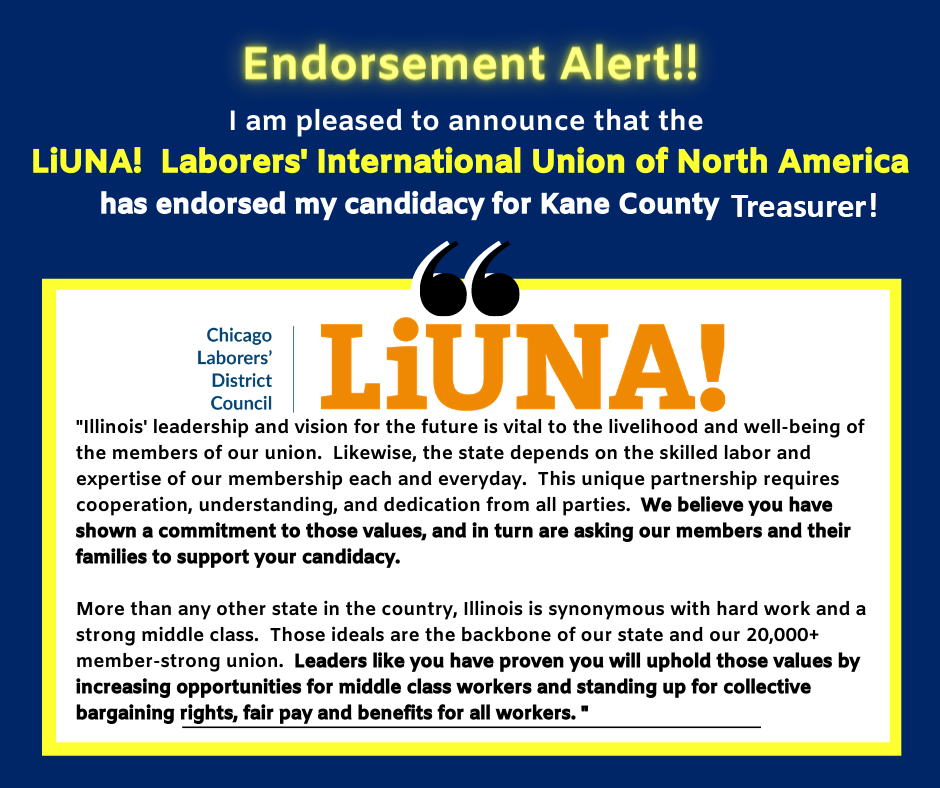 Endorsement Alert!!
I am pleased to announce that the
LiUNA!  Laborers' International Union of North America
has endorsed my candidacy for Kane County Treasurer!
Chicago
Laborers'
District
Council
LiUNA!
"Illinois' leadership and vision for the future is vital to the livelihood and well-being of
the members of our union.  Likewise, the state depends on the skilled labor and
expertise of our membership each and everyday.  This unique partnership requires
cooperation, understanding, and dedication from all parties.  We believe you have
shown a commitment to those values, and in turn are asking our members and their
families to support your candidacy.
More than any other state in the country, Illinois is synonymous with hard work and a
strong middle class.  Those ideals are the backbone of our state and our 20,000+
member-strong union.  Leaders like you have proven you will uphold those values by
increasing opportunities for middle class workers and standing up for collective
bargaining rights, fair pay and benefits for all workers. "